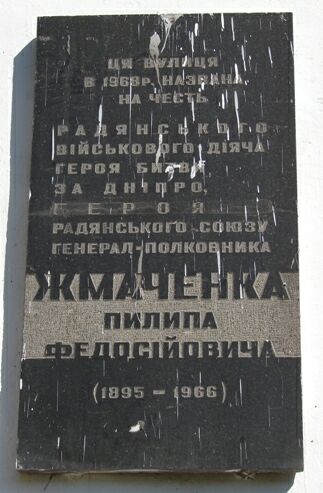 ЦЯ ВУЛИЦЯ
В 1968р. НАЗВАНА
НА ЧЕСТЬ
РАДЯНСЬКОГО
ВІЙСЬКОВОГО ДІЯЧА
ГЕРОЯ БИТВИ
ЗА ДНІПРО,
ГЕРОЯ
РАДЯНСЬКОГО СОЮЗУ
ГЕНЕРАЛ-ПОЛКОВНИКА
ЖМАЧЕНКА
ПИЛИПА
ФЕДОСІЙОВИЧА
(1895 – 1966)